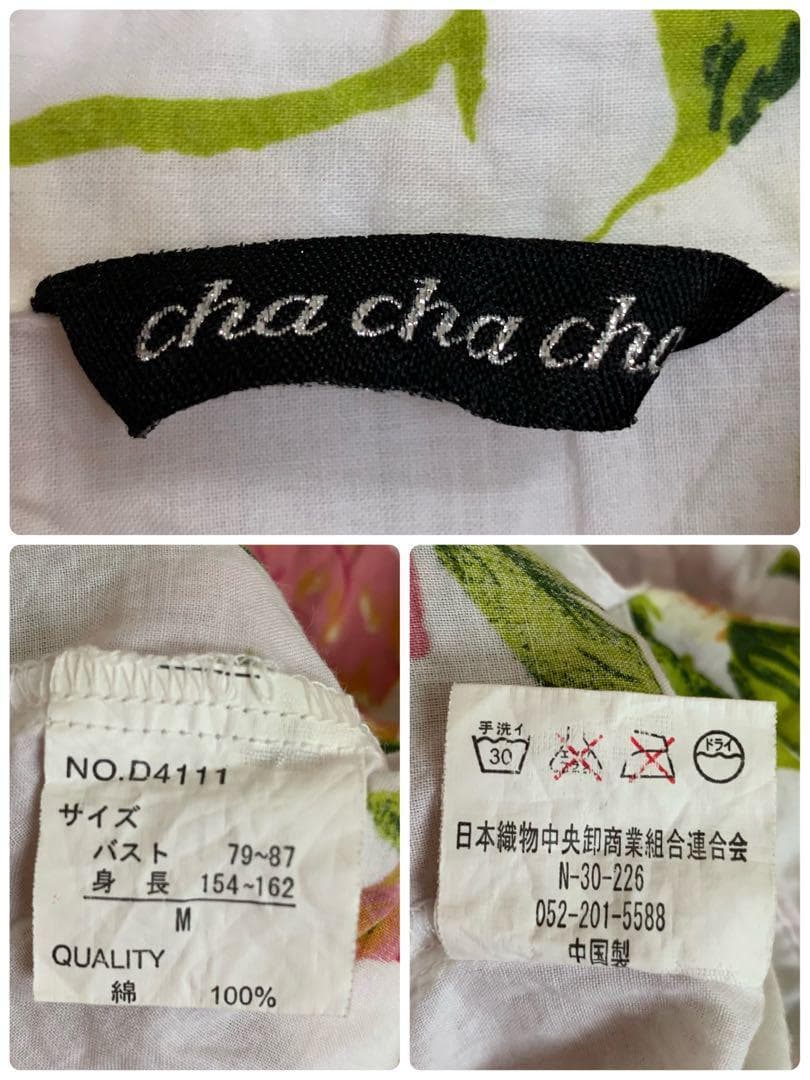 cha cha cha
NO.D4111
サイズ
バスト 79~87
身長 154~162
M
QUALITY
綿 100%
手洗イ
30
ドライ
日本織物中央卸商業組合連合会
N-30-226
052-201-5588
中国製